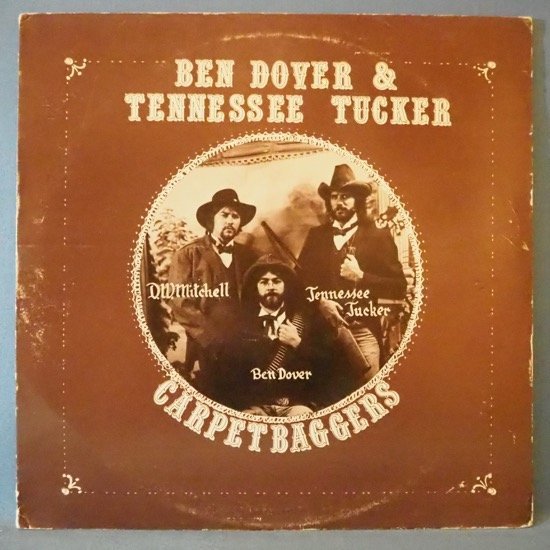 BEN DOVER &
TENNESSEE TUCKER
D.W. Mitchell
Tennessee
Tucker
Ben Dover
CARPETBAGGERS